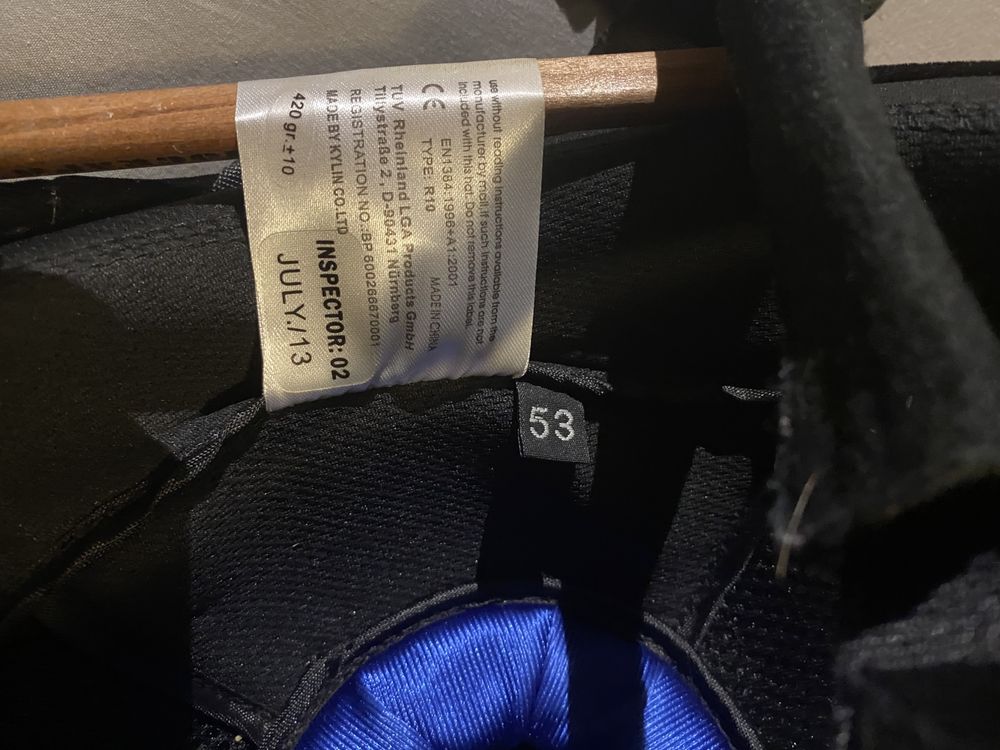 use without reading instructions available from the
manufacturer by mail. If such instructions are not
included with this hat. Do not remove this label.
CE EN1384:1996+A1:2001
TYPE: R10 MADE IN CHINA
TUV Rheinland LGA Products GmbH
Tillystraße 2 , D-90431 Nürnberg
REGISTRATION NO.:BP 60026667 0001
MADE BY KYLIN CO.LTD
420 gr.±10
INSPECTOR: 02
JULY./13
53